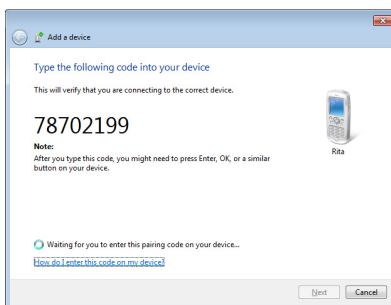 Add a device
Type the following code into your device
This will verify that you are connecting to the correct device.
78702199
Note:
After you type this code, you might need to press Enter, OK, or a similar
button on your device.
Rita
Waiting for you to enter this pairing code on your device...
How do I enter this code on my device?
Next
Cancel